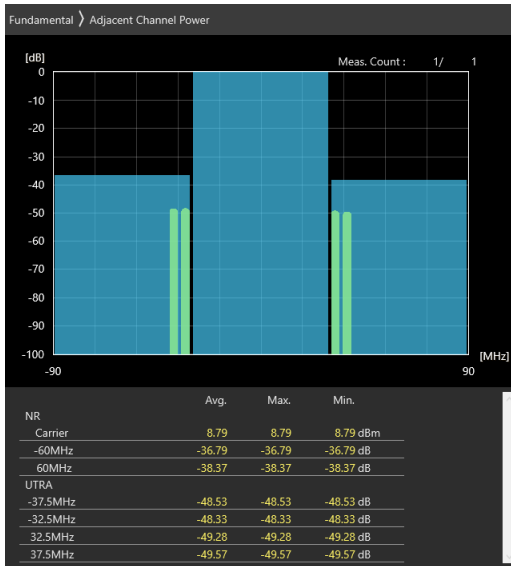 Fundamental 〉 Adjacent Channel Power
[dB]
Meas. Count : 1/ 1
0
-10
-20
-30
-40
-50
-60
-70
-80
-90
-100
[MHz]
-90 90
Avg. Max. Min.
NR
Carrier 8.79 8.79 8.79 dBm
-60MHz -36.79 -36.79 -36.79 dB
60MHz -38.37 -38.37 -38.37 dB
UTRA
-37.5MHz -48.53 -48.53 -48.53 dB
-32.5MHz -48.33 -48.33 -48.33 dB
32.5MHz -49.28 -49.28 -49.28 dB
37.5MHz -49.57 -49.57 -49.57 dB